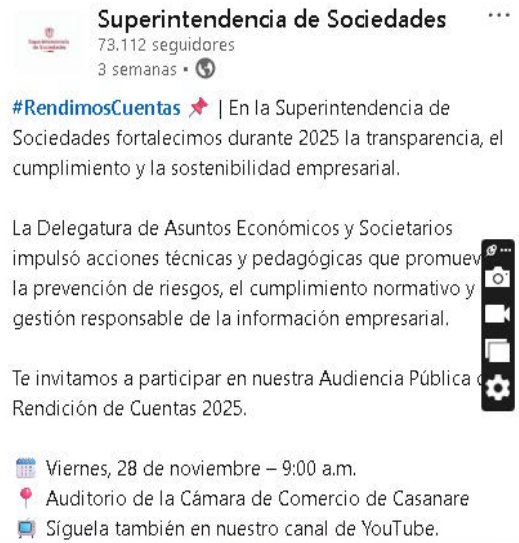 Superintendencia de Sociedades
Superintendencia de Sociedades
73.112 seguidores
3 semanas •
#RendimosCuentas 📌 | En la Superintendencia de
Sociedades fortalecimos durante 2025 la transparencia, el
cumplimiento y la sostenibilidad empresarial.
La Delegatura de Asuntos Económicos y Societarios
impulsó acciones técnicas y pedagógicas que
la prevención de riesgos, el cumplimiento normativo y
gestión responsable de la información empresarial.
Te invitamos a participar en nuestra Audiencia Pública
Rendición de Cuentas 2025.
🗓️ Viernes, 28 de noviembre – 9:00 a.m.
📍 Auditorio de la Cámara de Comercio de Casanare
📺 Síguela también en nuestro canal de YouTube.